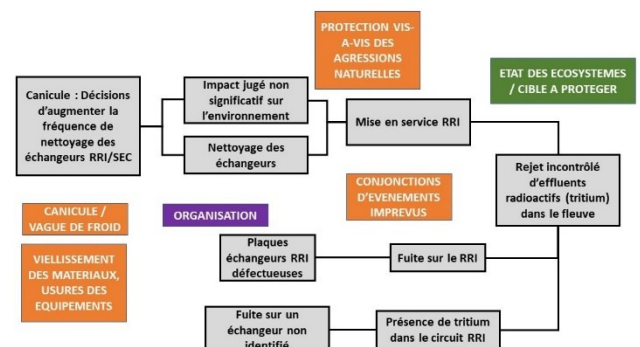 PROTECTION VIS-
A-VIS DES
AGRESSIONS
NATURELLES
ETAT DES ECOSYSTEMES
/ CIBLE A PROTEGER
Canicule : Décisions
d'augmenter la
fréquence de
nettoyage des
échangeurs RRI/SEC
Impact jugé non
significatif sur
l'environnement
Nettoyage des
échangeurs
Mise en service RRI
Rejet incontrôlé
d'effluents
radioactifs (tritium)
dans le fleuve
CANICULE /
VAGUE DE FROID
ORGANISATION
CONJONCTIONS
D'EVENEMENTS
IMPREVUS
VIELLISSEMENT
DES MATERIAUX,
USURES DES
EQUIPEMENTS
Plaques
échangeurs RRI
défectueuses
Fuite sur le RRI
Fuite sur un
échangeur non
identifié
Présence de tritium
dans le circuit RRI